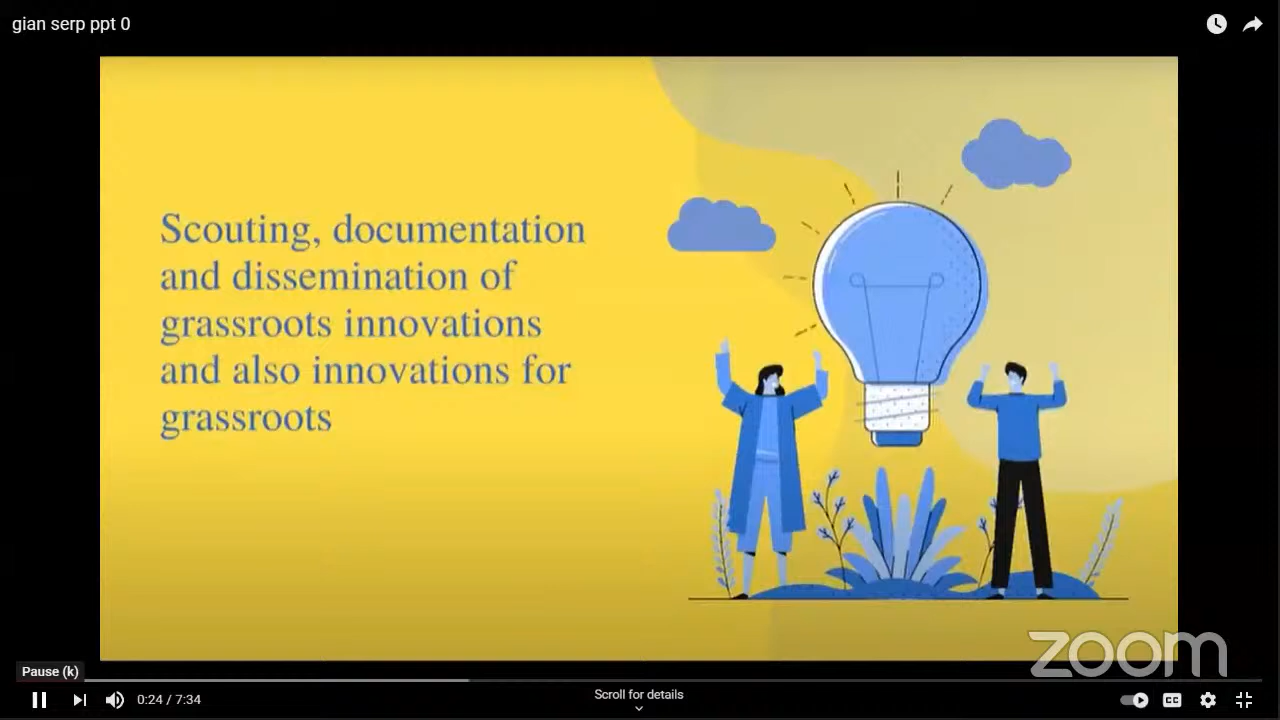 gian serp ppt 0
Scouting, documentation
and dissemination of
grassroots innovations
and also innovations for
grassroots
zoom
Pause (k)
0:24 / 7:34
Scroll for details
CC